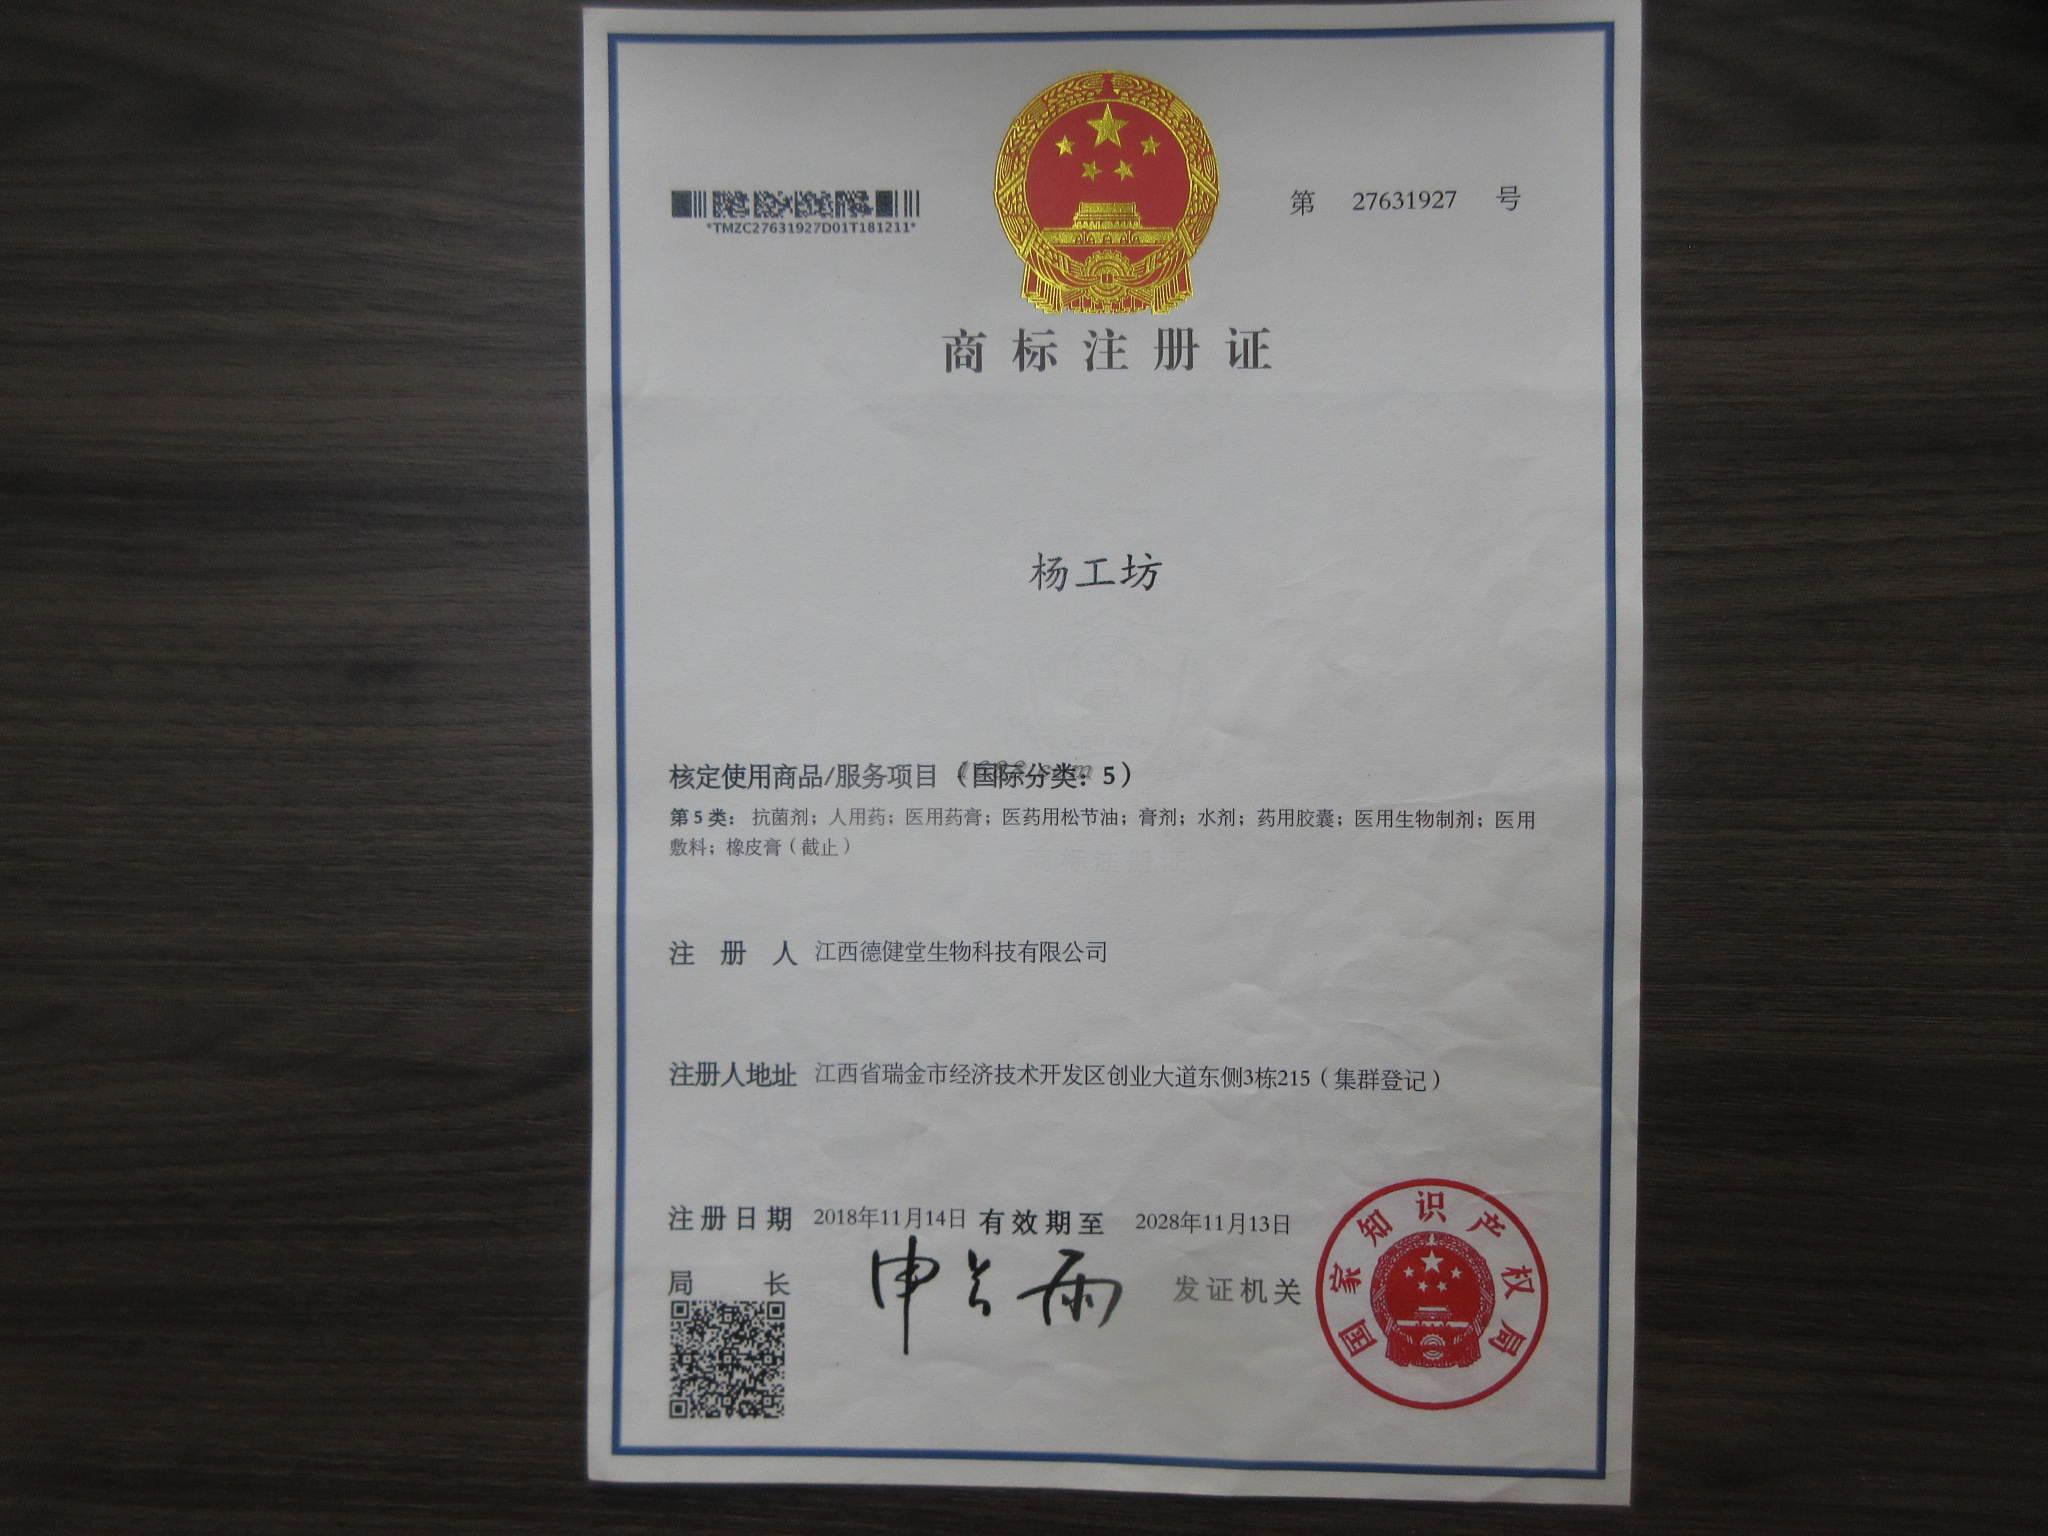 *TMZC27631927D01T181211*
第 27631927 号
商标注册证
杨工坊
核定使用商品/服务项目（国际分类：5）
第5类：抗菌剂；人用药；医用药膏；医药用松节油；膏剂；水剂；药用胶囊；医用生物制剂；医用
敷料；橡皮膏（截止）
注册人 江西德健堂生物科技有限公司
注册人地址 江西省瑞金市经济技术开发区创业大道东侧3栋215（集群登记）
注册日期 2018年11月14日 有效期至 2028年11月13日
局长 申长雨 发证机关
国家知识产权局